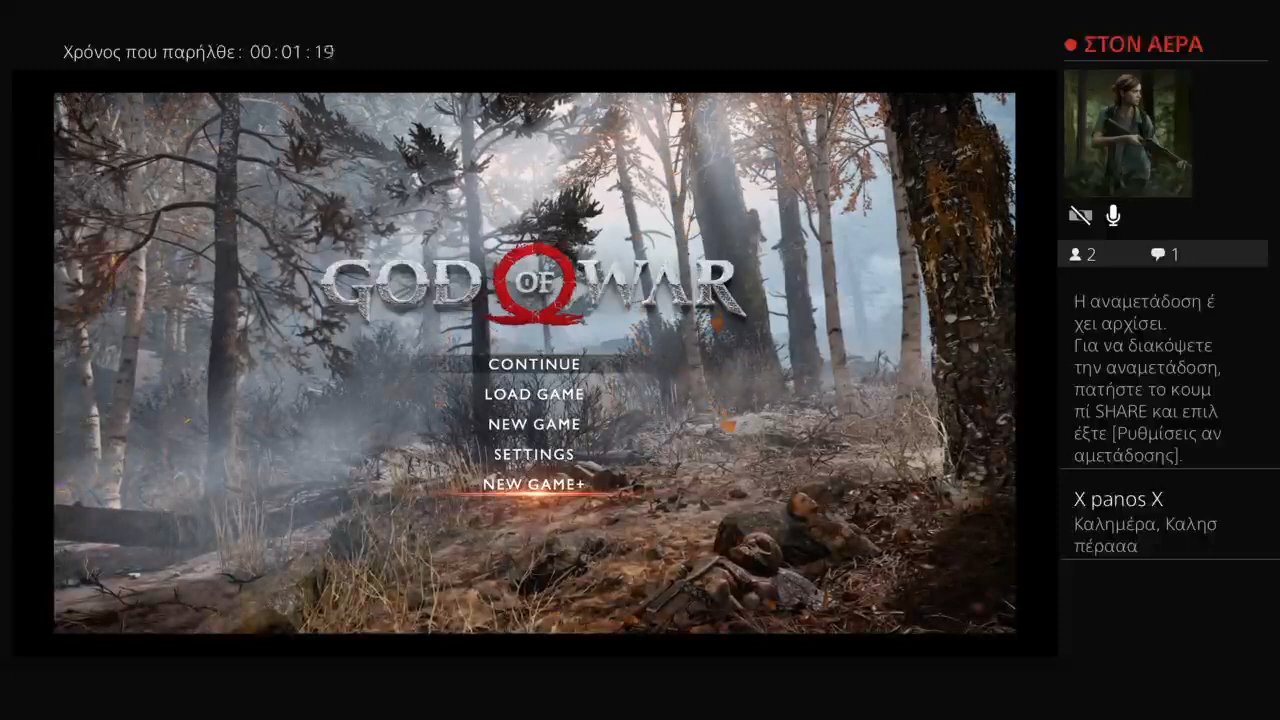 Χρόνος που παρήλθε: 00:01:19
ΣΤΟΝ ΑΕΡΑ
GOD OF WAR
CONTINUE
LOAD GAME
NEW GAME
SETTINGS
NEW GAME+
2
1
Η αναμετάδοση έ
χει αρχίσει.
Για να διακόψετε
την αναμετάδοση,
πατήστε το κουμ
πί SHARE και επιλ
έξτε [Ρυθμίσεις αν
αμετάδοσης].
X panos X
Καλημέρα, Καλησ
πέρααα